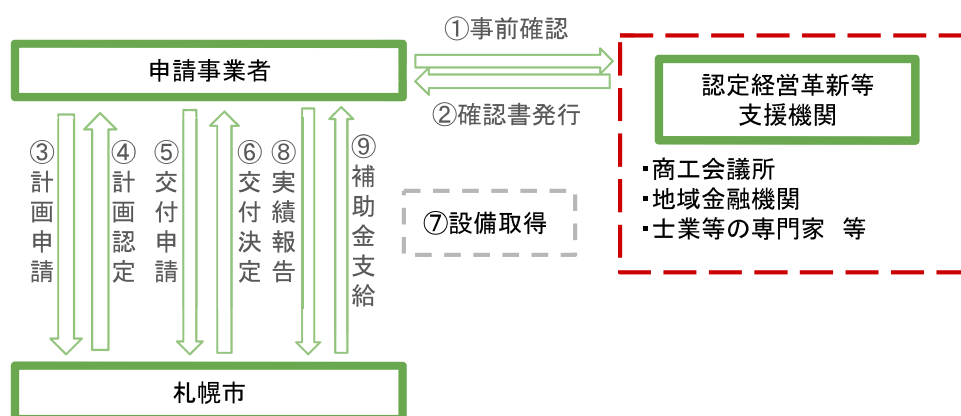 ①事前確認
申請事業者
認定経営革新等
支援機関
②確認書発行
・商工会議所
・地域金融機関
・士業等の専門家　等
③計画申請
④計画認定
⑤交付申請
⑥交付決定
⑧実績報告
⑨補助金支給
⑦設備取得
札幌市